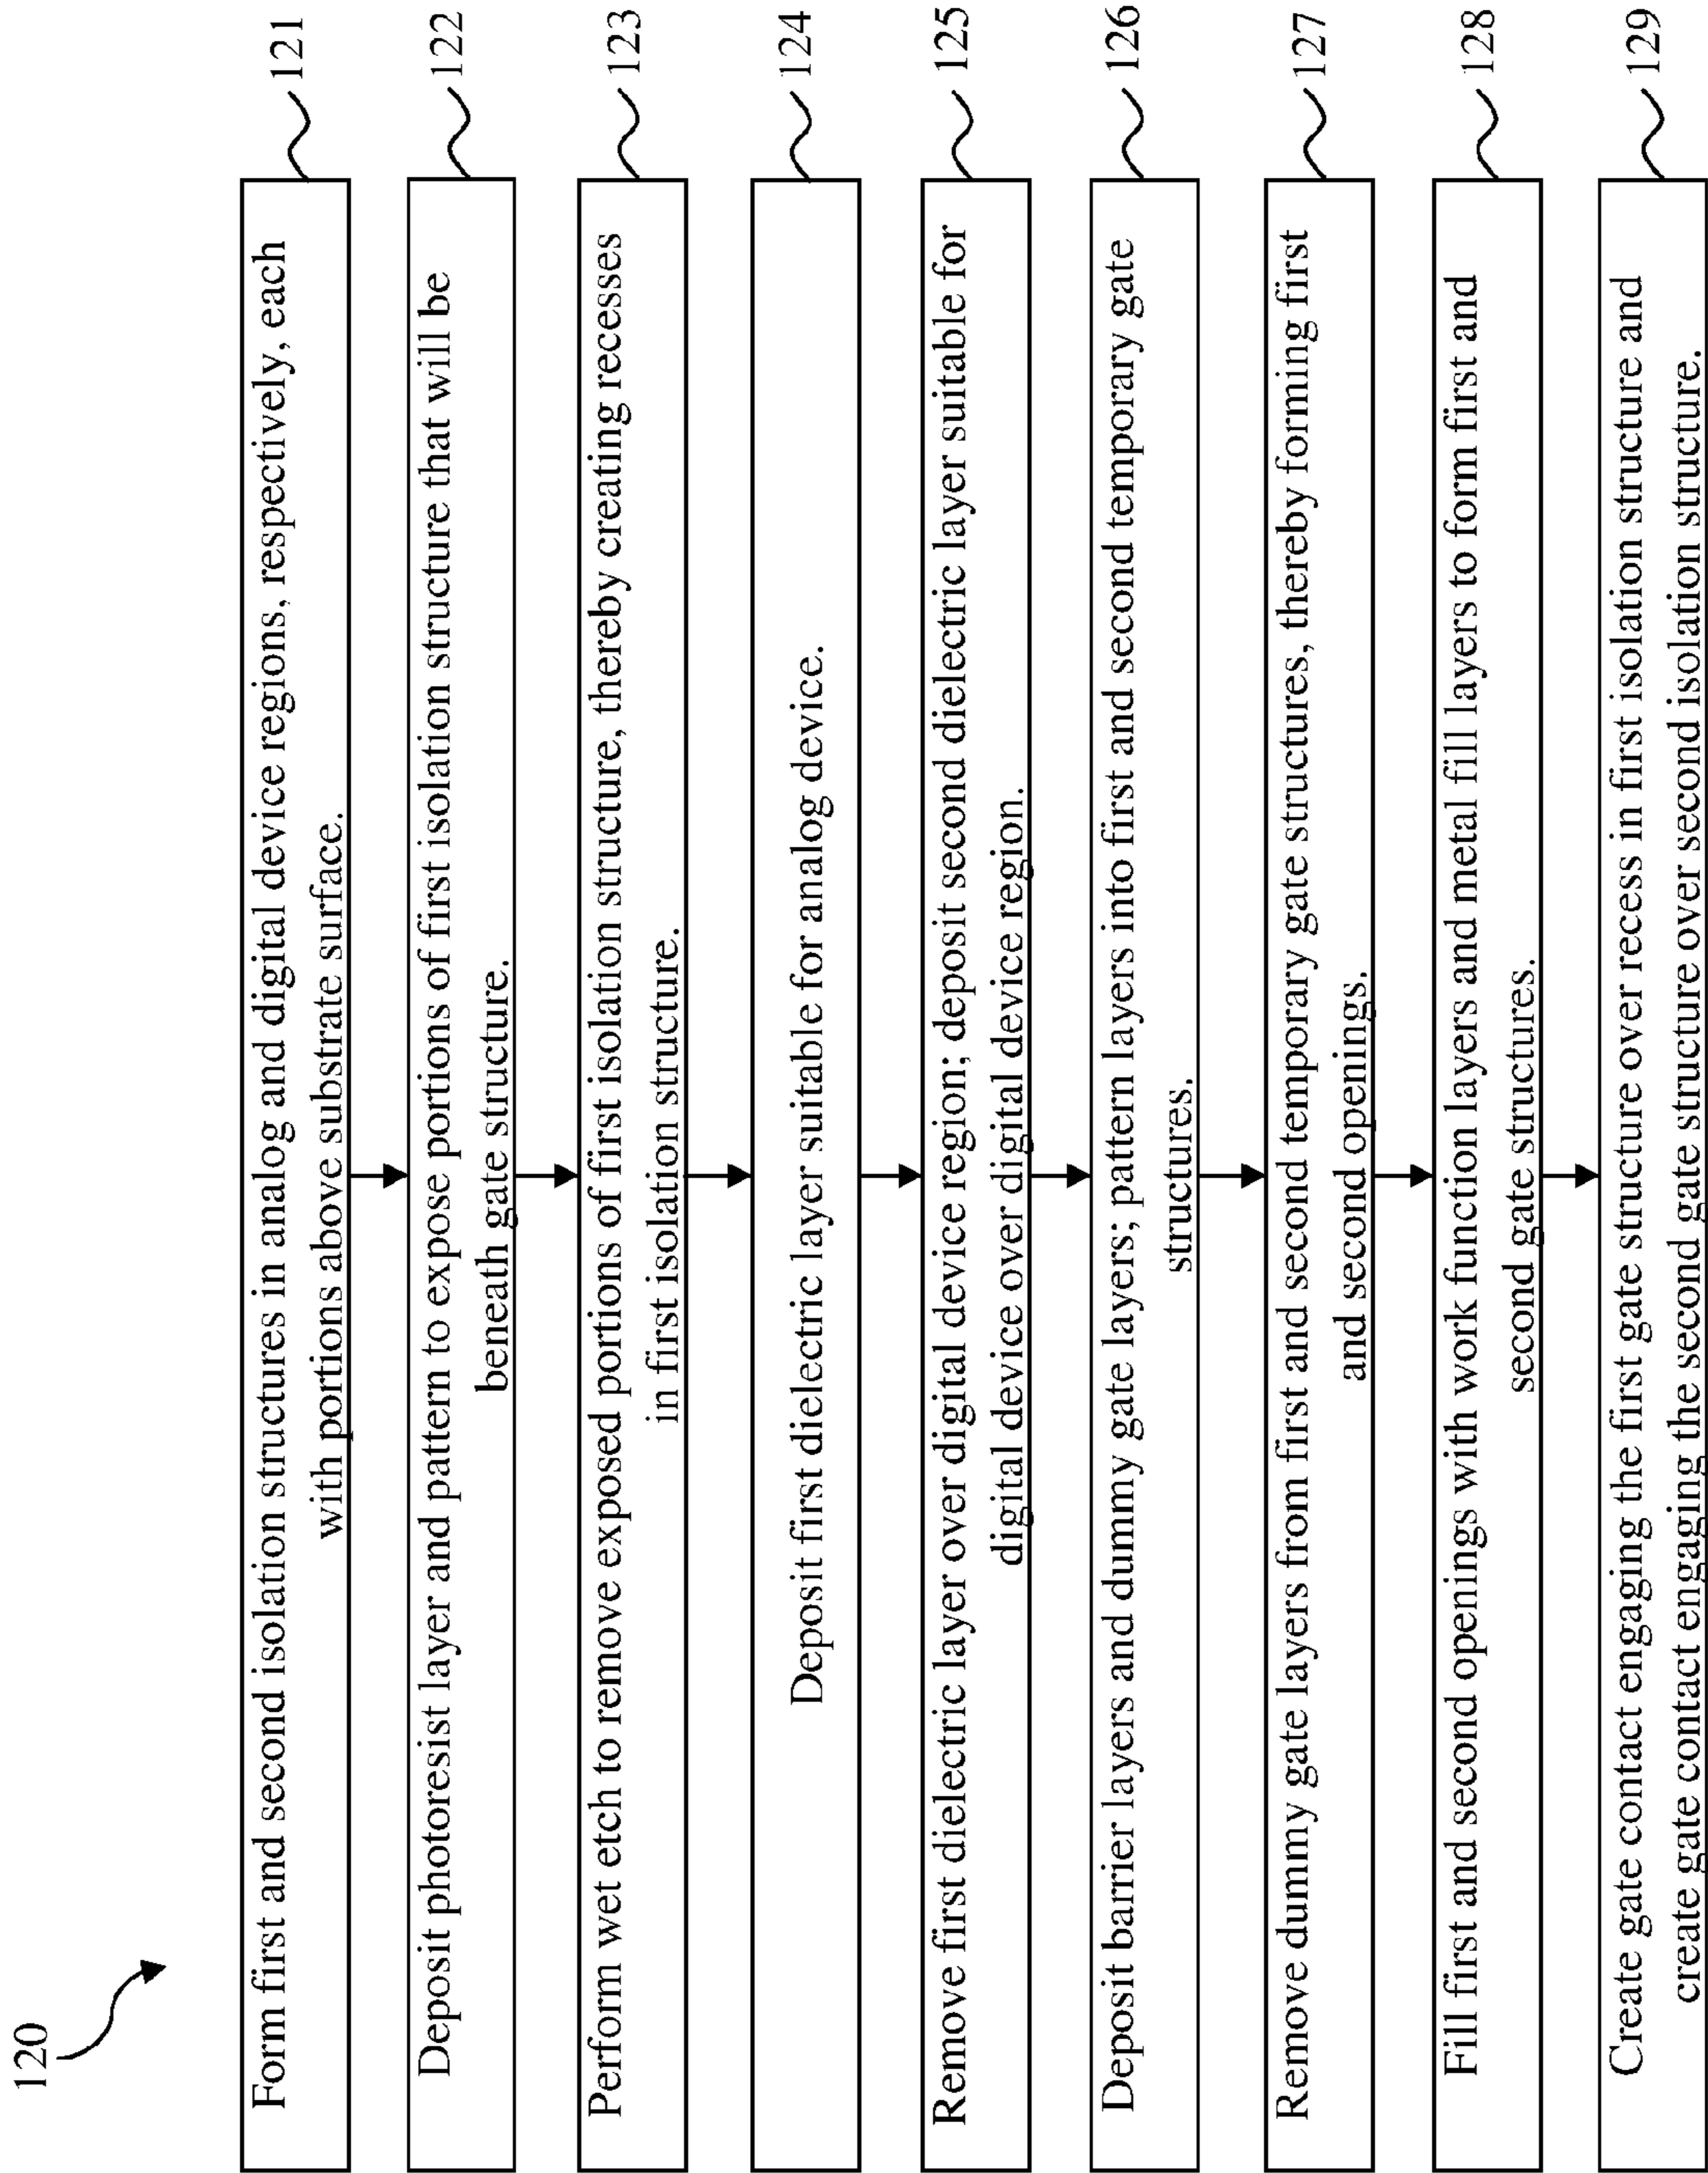 120
Form first and second isolation structures in analog and digital device regions, respectively, each
with portions above substrate surface.
121
Deposit photoresist layer and pattern to expose portions of first isolation structure that will be
beneath gate structure.
122
Perform wet etch to remove exposed portions of first isolation structure, thereby creating recesses
in first isolation structure.
123
Deposit first dielectric layer suitable for analog device.
124
Remove first dielectric layer over digital device region; deposit second dielectric layer suitable for
digital device over digital device region.
125
Deposit barrier layers and dummy gate layers; pattern layers into first and second temporary gate
structures.
126
Remove dummy gate layers from first and second temporary gate structures, thereby forming first
and second openings.
127
Fill first and second openings with work function layers and metal fill layers to form first and
second gate structures.
128
Create gate contact engaging the first gate structure over recess in first isolation structure and
create gate contact engaging the second gate structure over second isolation structure.
129